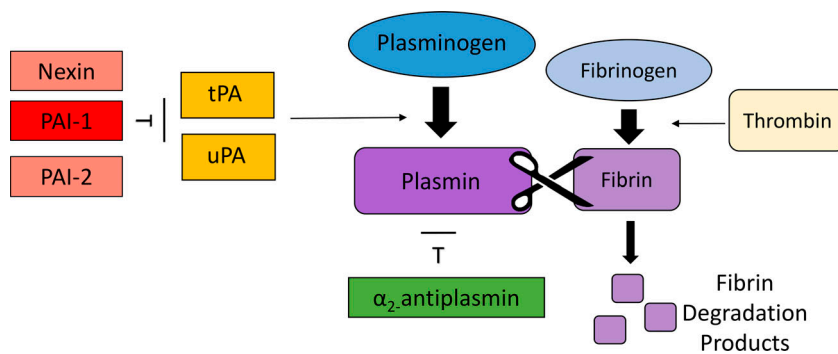 Nexin
PAI-1
PAI-2
tPA
uPA
Plasminogen
Plasmin
α2-antiplasmin
Fibrinogen
Thrombin
Fibrin
Fibrin
Degradation
Products